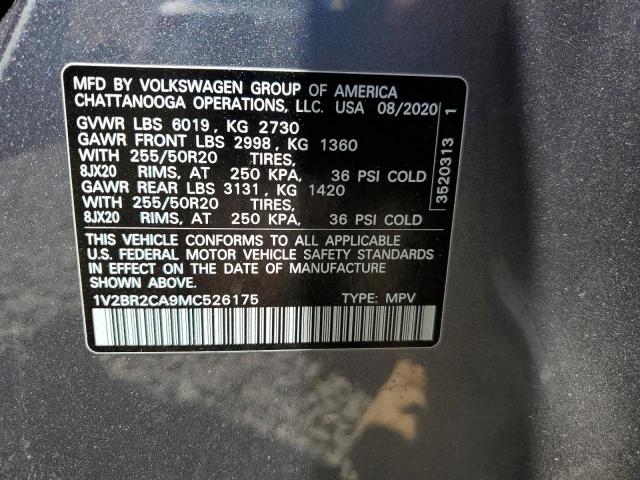 MFD BY VOLKSWAGEN GROUP OF AMERICA
CHATTANOOGA OPERATIONS, LLC. USA 08/2020
GVWR LBS 6019, KG 2730
GAWR FRONT LBS 2998, KG 1360
WITH 255/50R20 TIRES,
8JX20 RIMS, AT 250 KPA, 36 PSI COLD
GAWR REAR LBS 3131, KG 1420
WITH 255/50R20 TIRES,
8JX20 RIMS, AT 250 KPA, 36 PSI COLD
THIS VEHICLE CONFORMS TO ALL APPLICABLE
U.S. FEDERAL MOTOR VEHICLE STANDARDS
IN EFFECT ON THE DATE OF MANUFACTURE
SHOWN ABOVE.
1V2BR2CA9MC526175 TYPE: MPV
3520313 1